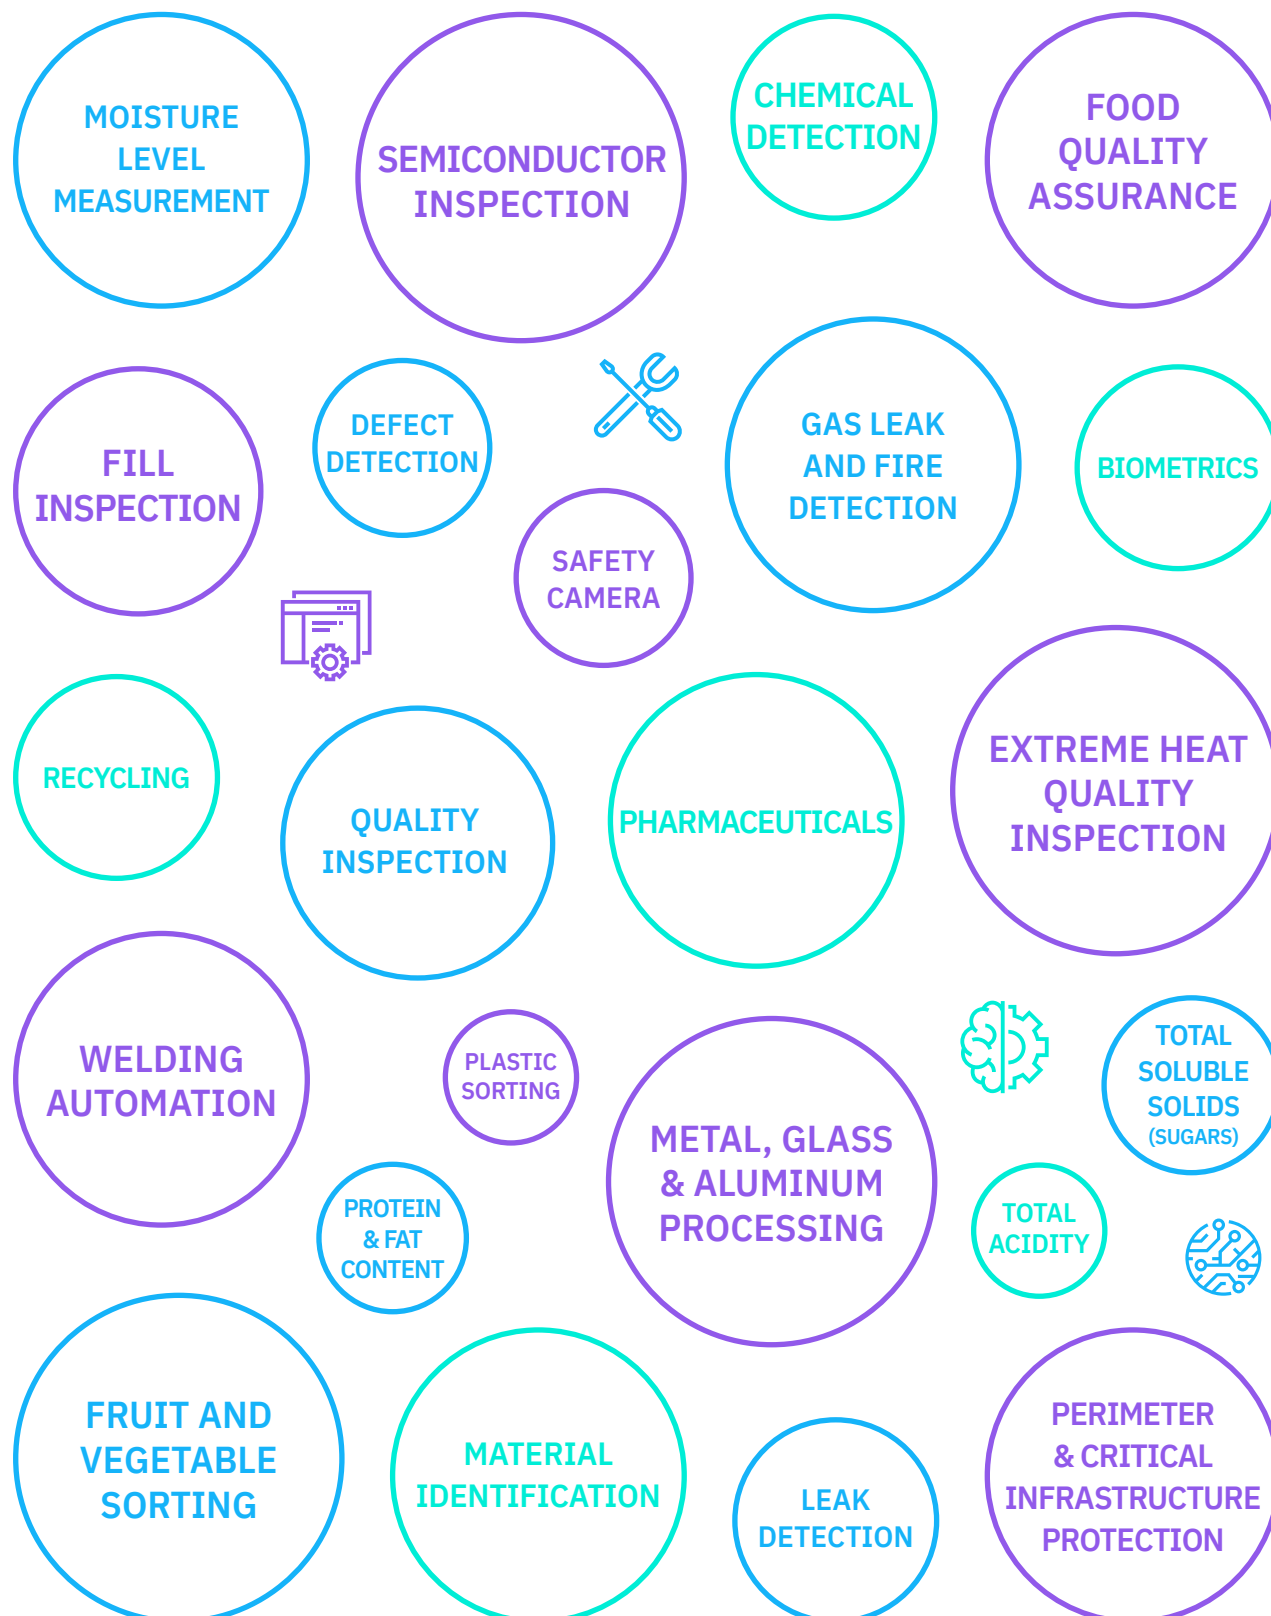 MOISTURE
LEVEL
MEASUREMENT
SEMICONDUCTOR
INSPECTION
CHEMICAL
DETECTION
FOOD
QUALITY
ASSURANCE
FILL
INSPECTION
DEFECT
DETECTION
SAFETY
CAMERA
GAS LEAK
AND FIRE
DETECTION
BIOMETRICS
RECYCLING
QUALITY
INSPECTION
PHARMACEUTICALS
EXTREME HEAT
QUALITY
INSPECTION
WELDING
AUTOMATION
PLASTIC
SORTING
METAL, GLASS
& ALUMINUM
PROCESSING
TOTAL
SOLUBLE
SOLIDS
(SUGARS)
PROTEIN
& FAT
CONTENT
TOTAL
ACIDITY
FRUIT AND
VEGETABLE
SORTING
MATERIAL
IDENTIFICATION
LEAK
DETECTION
PERIMETER
& CRITICAL
INFRASTRUCTURE
PROTECTION